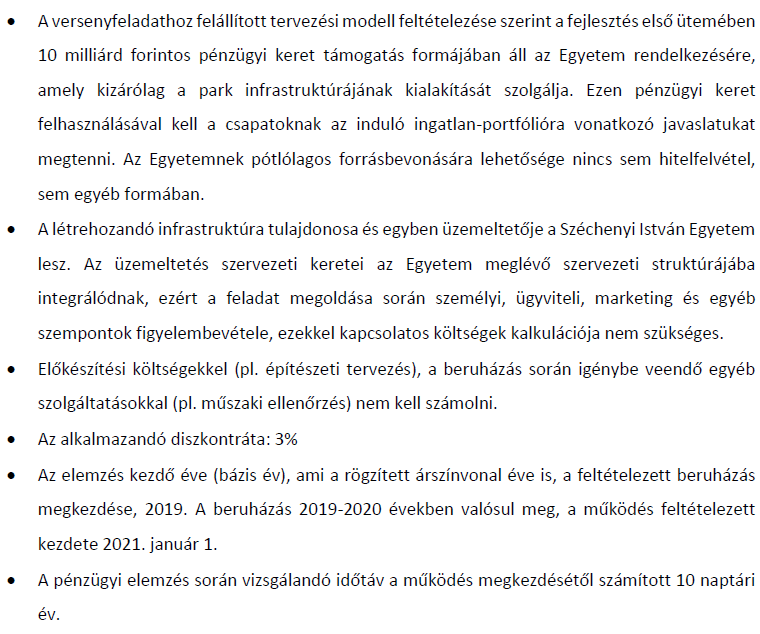 • A versenyfeladathoz felállított tervezési modell feltételezése szerint a fejlesztés első ütemében
10 milliárd forintos pénzügyi keret támogatás formájában áll az Egyetem rendelkezésére,
amely kizárólag a park infrastruktúrájának kialakítását szolgálja. Ezen pénzügyi keret
felhasználásával kell a csapatoknak az induló ingatlan-portfólióra vonatkozó javaslatukat
megtenni. Az Egyetemnek pótlólagos forrásbevonására lehetősége nincs sem hitelfelvétel,
sem egyéb formában.
• A létrehozandó infrastruktúra tulajdonosa és egyben üzemeltetője a Széchenyi István Egyetem
lesz. Az üzemeltetés szervezeti keretei az Egyetem meglévő szervezeti struktúrájába
integrálódnak, ezért a feladat megoldása során személyi, ügyviteli, marketing és egyéb
szempontok figyelembevétele, ezekkel kapcsolatos költségek kalkulációja nem szükséges.
• Előkészítési költségekkel (pl. építészeti tervezés), a beruházás során igénybe veendő egyéb
szolgáltatásokkal (pl. műszaki ellenőrzés) nem kell számolni.
• Az alkalmazandó diszkontráta: 3%
• Az elemzés kezdő éve (bázis év), ami a rögzített árszínvonal éve is, a feltételezett beruházás
megkezdése, 2019. A beruházás 2019-2020 években valósul meg, a működés feltételezett
kezdete 2021. január 1.
• A pénzügyi elemzés során vizsgálandó időtáv a működés megkezdésétől számított 10 naptári
év.